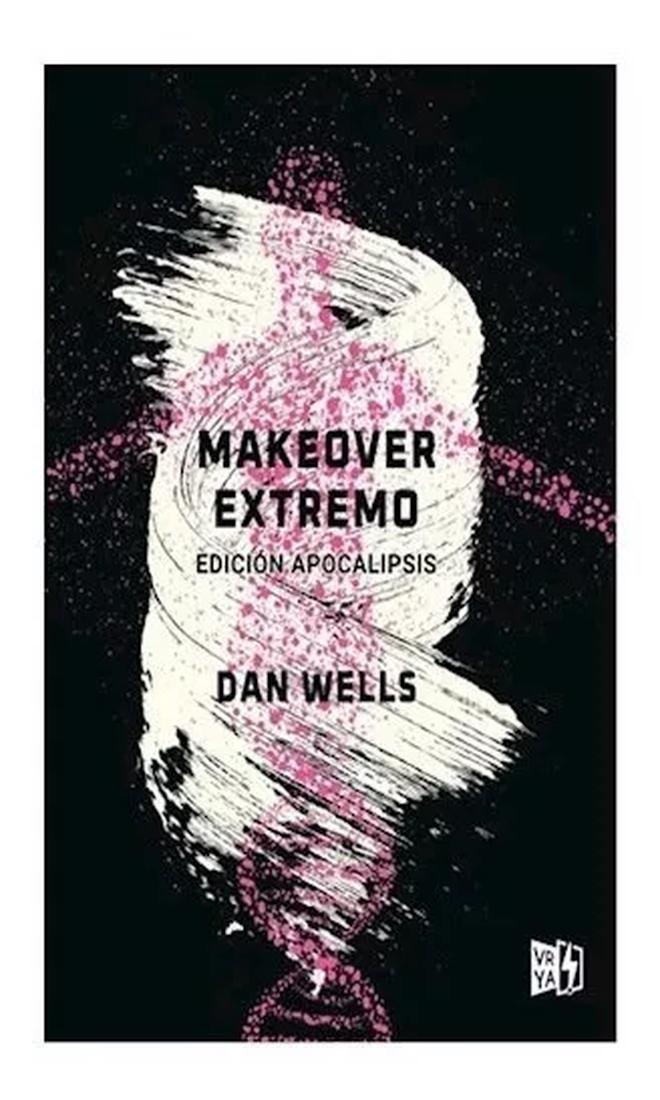 MAKEOVER
EXTREMO
EDICIÓN APOCALIPSIS
DAN WELLS
VR
YA